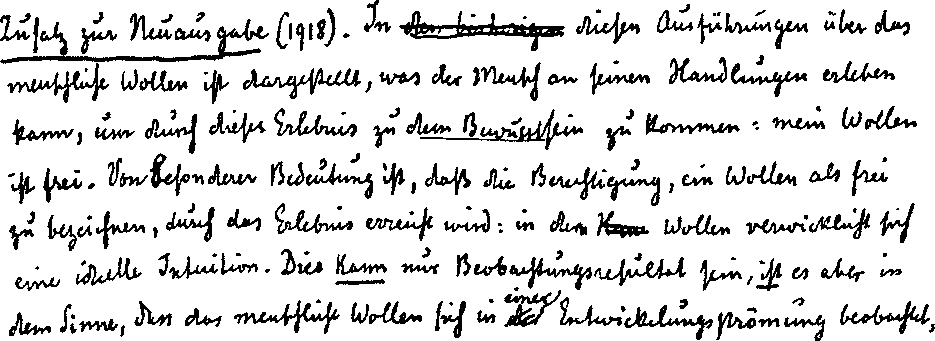 Zusatz zur Neuausgabe (1918). In den bisherigen diesen Ausführungen über das
menschliche Wollen ist dargestellt, was der Mensch an seinen Handlungen erleben
kann, um durch dieses Erlebnis zu dem Bewusstsein zu kommen: mein Wollen
ist frei. Von besonderer Bedeutung ist, daß die Berechtigung, ein Wollen als frei
zu bezeichnen, durch das Erlebnis erreicht wird: in dem Wollen verwirklicht sich
eine ideelle Intuition. Dies kann nur Beobachtungsresultat sein, ist es aber in
dem Sinne, dass das menschliche Wollen sich in einer Entwickelungsströmung beobachtet,